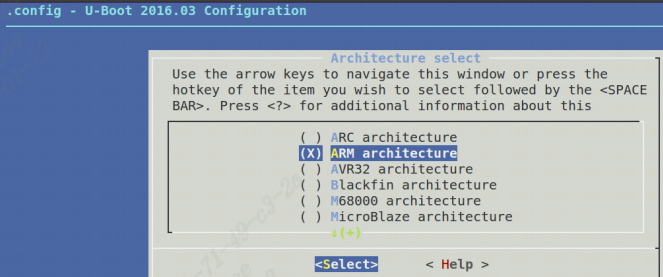 .config - U-Boot 2016.03 Configuration
Architecture select
Use the arrow keys to navigate this window or press the
hotkey of the item you wish to select followed by the <SPACE
BAR>. Press <?> for additional information about this
( ) ARC architecture
(X) ARM architecture
( ) AVR32 architecture
( ) Blackfin architecture
( ) M68000 architecture
( ) MicroBlaze architecture
↓(+)
<Select> < Help >